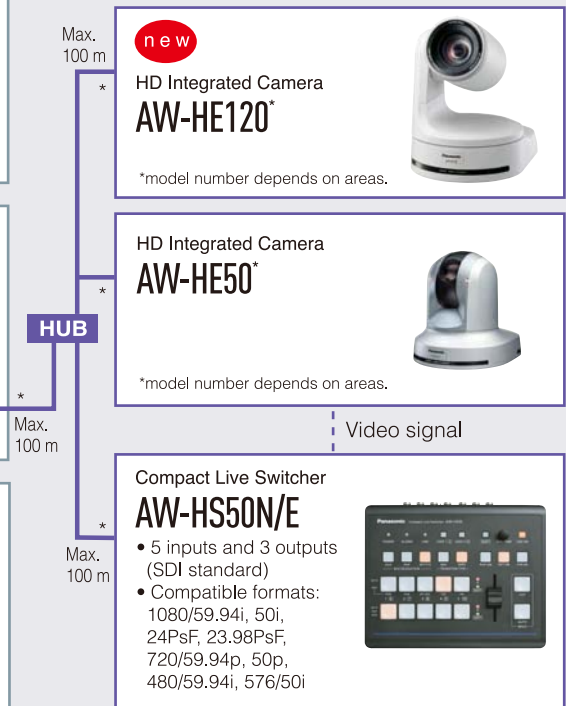 Max.
100 m
*
new
HD Integrated Camera
AW-HE120*
*model number depends on areas.
Panasonic
HD Integrated Camera
AW-HE50*
*
*model number depends on areas.
Panasonic
HUB
*
Max.
100 m
Video signal
Compact Live Switcher
AW-HS50N/E
• 5 inputs and 3 outputs
(SDI standard)
• Compatible formats:
1080/59.94i, 50i,
24PsF, 23.98PsF,
720/59.94p, 50p,
480/59.94i, 576/50i
*
Max.
100 m
Panasonic